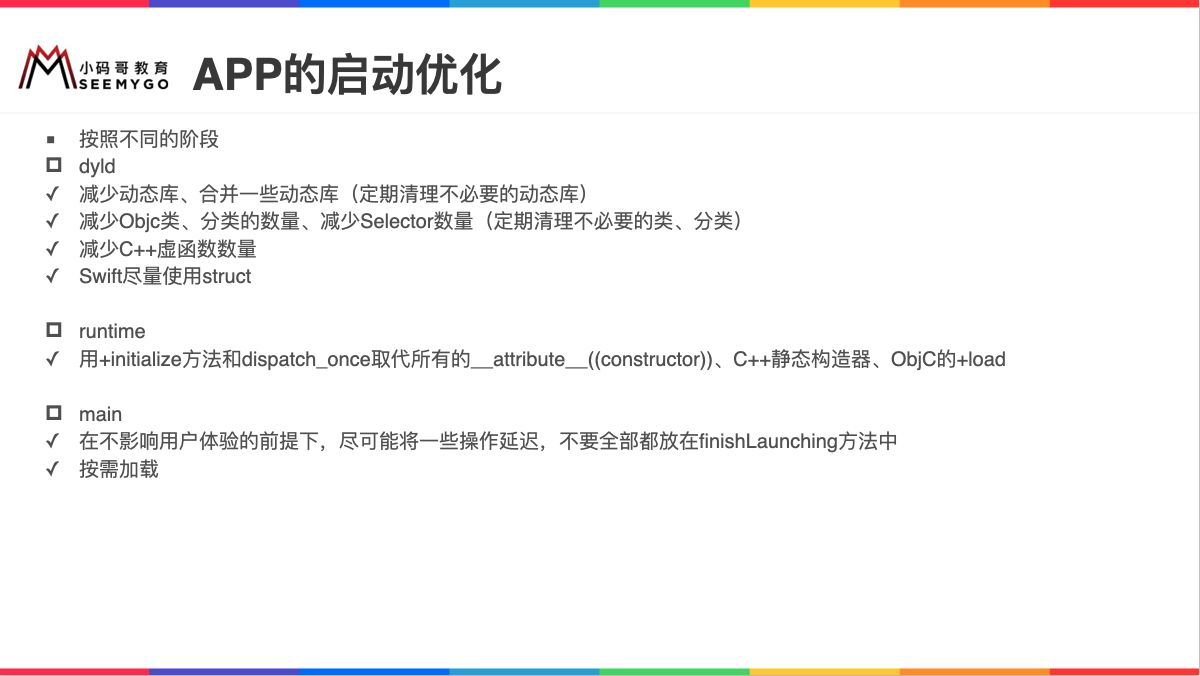 小码哥教育
SEEMYGO
APP的启动优化
按照不同的阶段
dyld
减少动态库、合并一些动态库（定期清理不必要的动态库）
减少Objc类、分类的数量、减少Selector数量（定期清理不必要的类、分类）
减少C++虚函数数量
Swift尽量使用struct
runtime
用+initialize方法和dispatch_once取代所有的__attribute__((constructor))、C++静态构造器、ObjC的+load
main
在不影响用户体验的前提下，尽可能将一些操作延迟，不要全部都放在finishLaunching方法中
按需加载